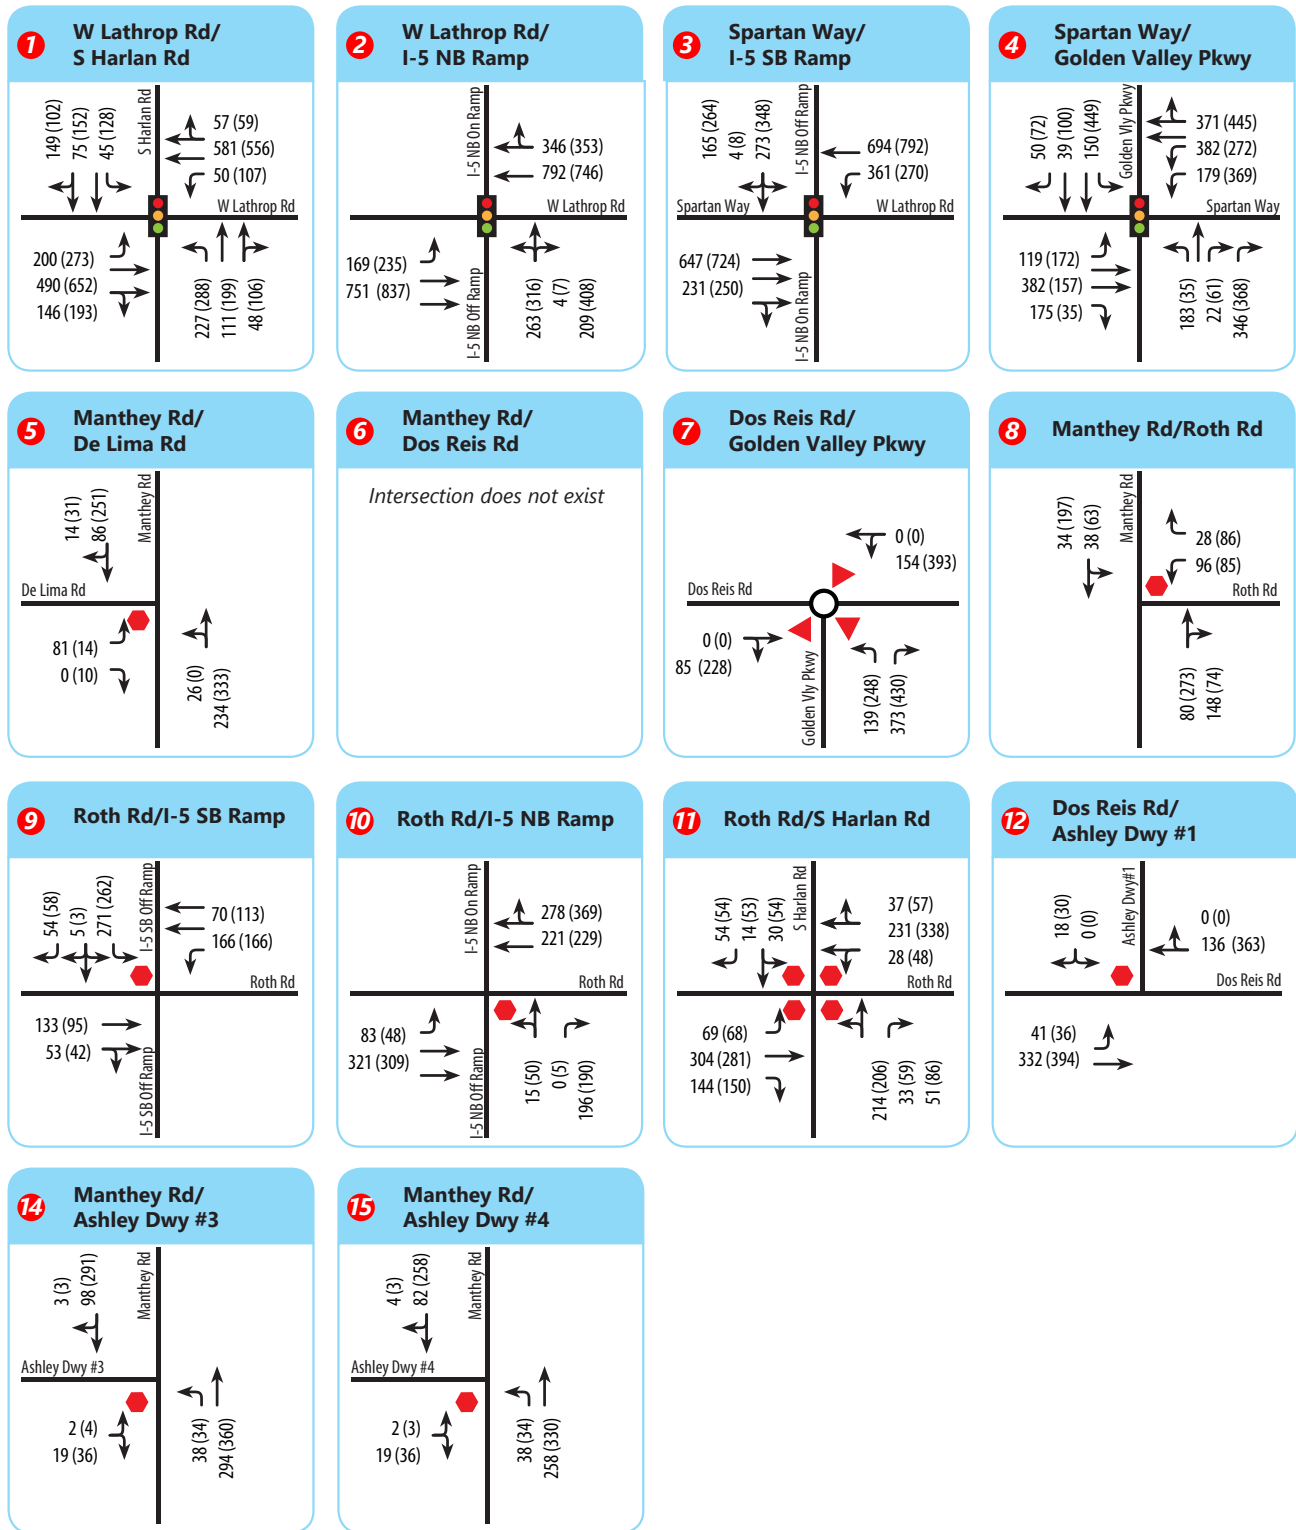 1
W Lathrop Rd/
S Harlan Rd
149 (102)
75 (152)
45 (128)
S Harlan Rd
57 (59)
581 (556)
50 (107)
W Lathrop Rd
200 (273)
490 (652)
146 (193)
227 (288)
111 (199)
48 (106)
2
W Lathrop Rd/
I-5 NB Ramp
I-5 NB On Ramp
346 (353)
792 (746)
W Lathrop Rd
169 (235)
751 (837)
I-5 NB Off Ramp
263 (316)
4 (7)
209 (408)
3
Spartan Way/
I-5 SB Ramp
165 (264)
4 (8)
273 (348)
I-5 NB Off Ramp
694 (792)
361 (270)
Spartan Way
W Lathrop Rd
647 (724)
231 (250)
I-5 NB On Ramp
4
Spartan Way/
Golden Valley Pkwy
50 (72)
39 (100)
150 (449)
Golden Vly Pkwy
371 (445)
382 (272)
179 (369)
Spartan Way
119 (172)
382 (157)
175 (35)
183 (35)
22 (61)
346 (368)
5
Manthey Rd/
De Lima Rd
14 (31)
86 (251)
Manthey Rd
De Lima Rd
81 (14)
0 (10)
26 (0)
234 (333)
6
Manthey Rd/
Dos Reis Rd
Intersection does not exist
7
Dos Reis Rd/
Golden Valley Pkwy
0 (0)
154 (393)
Dos Reis Rd
0 (0)
85 (228)
Golden Vly Pkwy
139 (248)
373 (430)
8
Manthey Rd/Roth Rd
34 (197)
38 (63)
Manthey Rd
28 (86)
96 (85)
Roth Rd
80 (273)
148 (74)
9
Roth Rd/I-5 SB Ramp
54 (58)
5 (3)
271 (262)
I-5 SB Off Ramp
70 (113)
166 (166)
Roth Rd
133 (95)
53 (42)
I-5 SB Off Ramp
10
Roth Rd/I-5 NB Ramp
I-5 NB On Ramp
278 (369)
221 (229)
Roth Rd
83 (48)
321 (309)
I-5 NB Off Ramp
15 (50)
0 (5)
196 (190)
11
Roth Rd/S Harlan Rd
54 (54)
14 (53)
30 (54)
S Harlan Rd
37 (57)
231 (338)
28 (48)
Roth Rd
69 (68)
304 (281)
144 (150)
214 (206)
33 (59)
51 (86)
12
Dos Reis Rd/
Ashley Dwy #1
18 (30)
0 (0)
Ashley Dwy#1
0 (0)
136 (363)
Dos Reis Rd
41 (36)
332 (394)
14
Manthey Rd/
Ashley Dwy #3
3 (3)
98 (291)
Manthey Rd
Ashley Dwy #3
2 (4)
19 (36)
38 (34)
294 (360)
15
Manthey Rd/
Ashley Dwy #4
4 (3)
82 (258)
Manthey Rd
Ashley Dwy #4
2 (3)
19 (36)
38 (34)
258 (330)